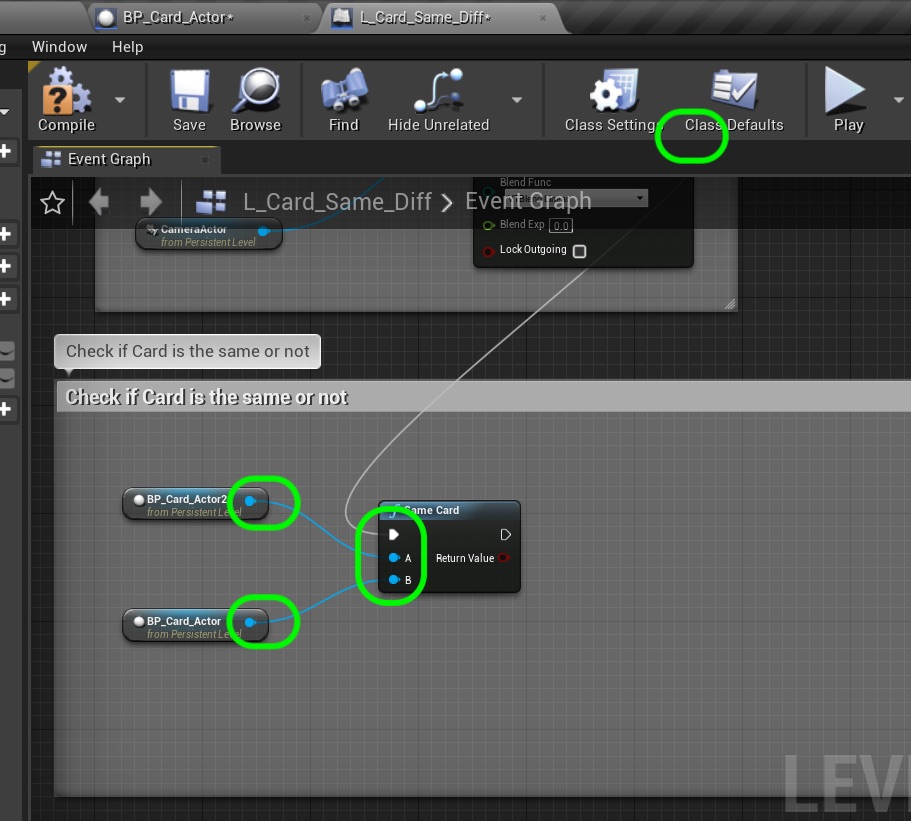 BP_Card_Actor*
L_Card_Same_Diff*
g Window Help
Compile
Save
Browse
Find
Hide Unrelated
Class Settings
Class Defaults
Play
Event Graph
L_Card_Same_Diff > Event Graph
Blend Func
CameraActor
from Persistent Level
Blend Exp 0.0
Lock Outgoing
Check if Card is the same or not
Check if Card is the same or not
BP_Card_Actor2
from Persistent Level
Same Card
A
Return Value
B
BP_Card_Actor
from Persistent Level
LEV